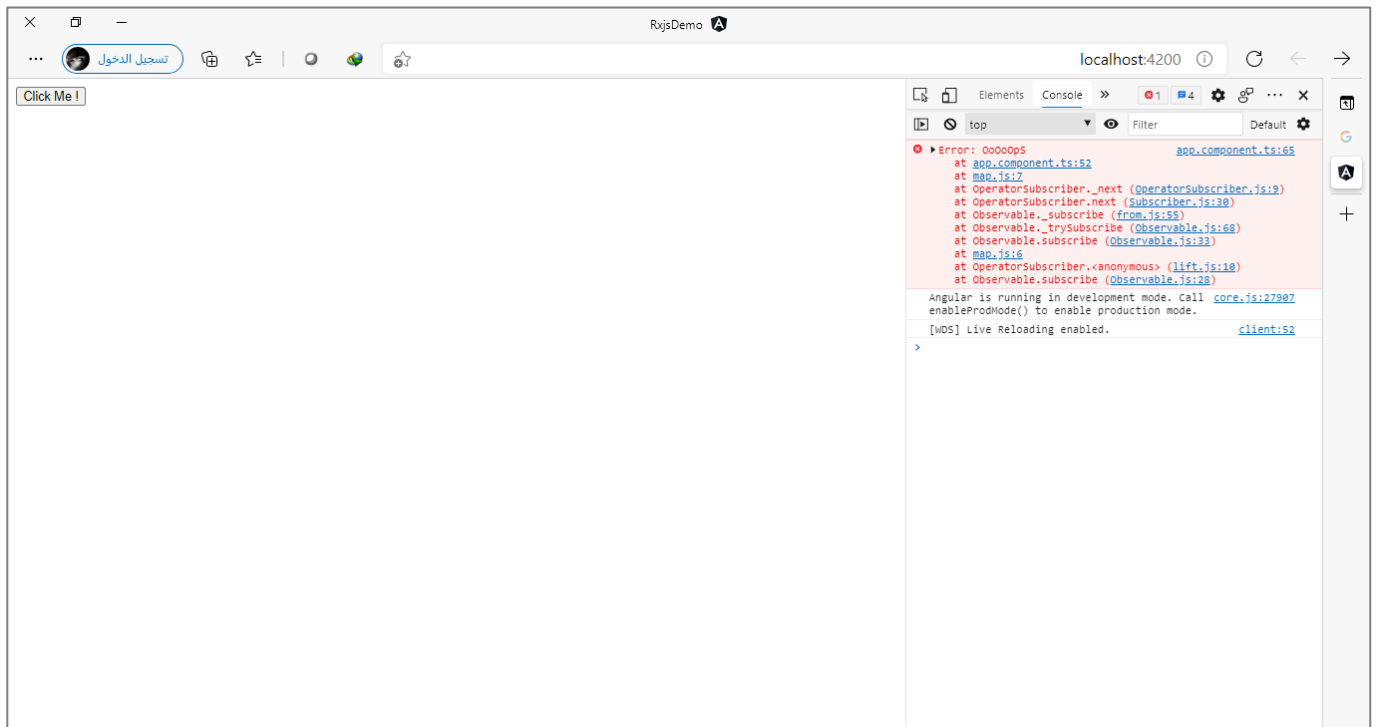 RxjsDemo
تسجيل الدخول
localhost:4200
Click Me !
Elements Console 1 4
top Filter Default
Error: OoOoOpS app.component.ts:65
at app.component.ts:52
at map.js:7
at OperatorSubscriber._next (OperatorSubscriber.js:9)
at OperatorSubscriber.next (Subscriber.js:30)
at Observable._subscribe (from.js:55)
at Observable._trySubscribe (Observable.js:68)
at Observable.subscribe (Observable.js:33)
at map.js:6
at OperatorSubscriber.<anonymous> (lift.js:10)
at Observable.subscribe (Observable.js:28)
Angular is running in development mode. Call core.js:27907
enableProdMode() to enable production mode.
[WDS] Live Reloading enabled. client:52